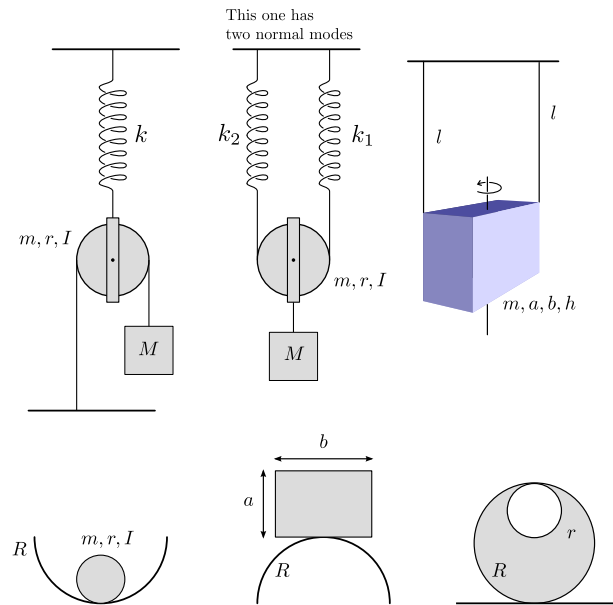 This one has
two normal modes
k
k₂
k₁
l
l
m, r, I
m, r, I
m, a, b, h
M
M
b
a
m, r, I
R
R
R
r